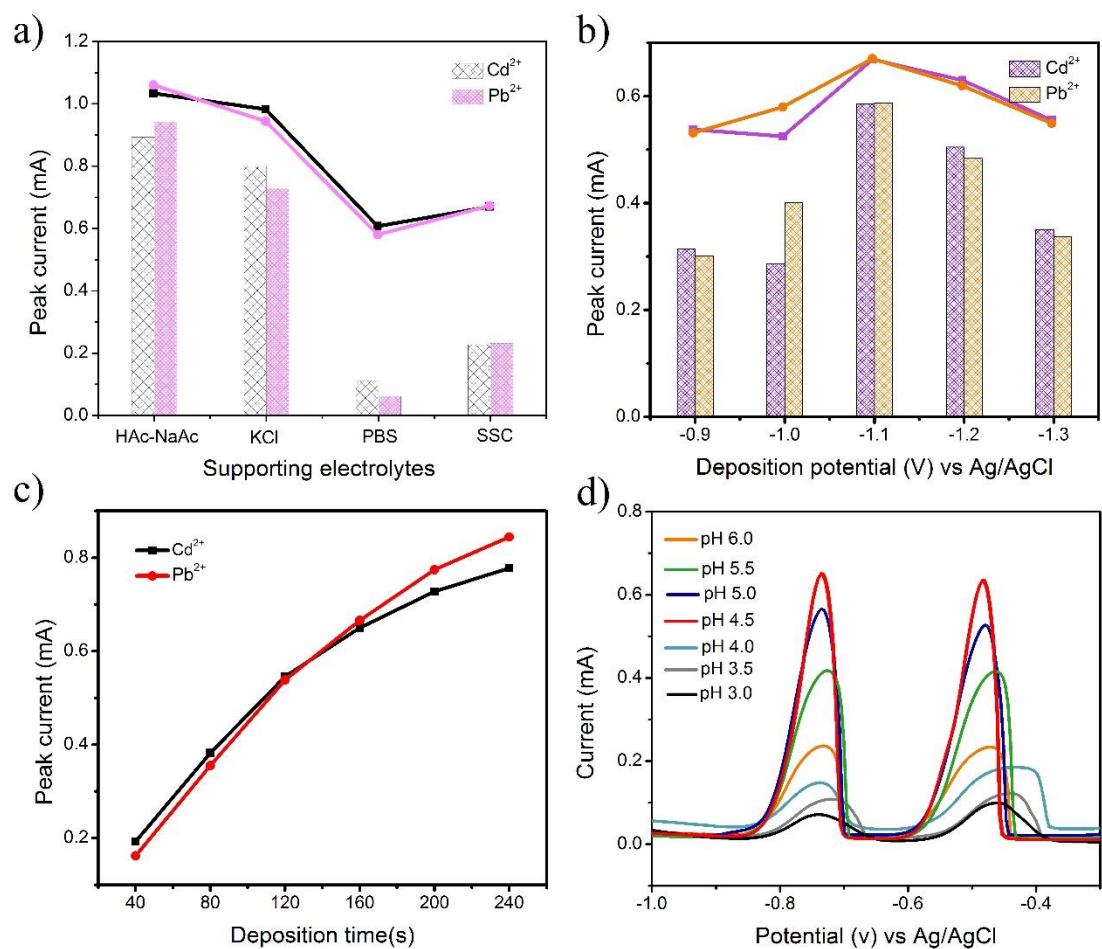 a)
1.2
1.0
0.8
0.6
0.4
0.2
0.0
Peak current (mA)
Cd²⁺
Pb²⁺
HAc-NaAc KCl PBS SSC
Supporting electrolytes
b)
0.6
0.4
0.2
0.0
Peak current (mA)
Cd²⁺
Pb²⁺
-0.9 -1.0 -1.1 -1.2 -1.3
Deposition potential (V) vs Ag/AgCl
c)
0.8
0.6
0.4
0.2
Peak current (mA)
Cd²⁺
Pb²⁺
40 80 120 160 200 240
Deposition time(s)
d)
0.8
0.6
0.4
0.2
0.0
Current (mA)
pH 6.0
pH 5.5
pH 5.0
pH 4.5
pH 4.0
pH 3.5
pH 3.0
-1.0 -0.8 -0.6 -0.4
Potential (v) vs Ag/AgCl